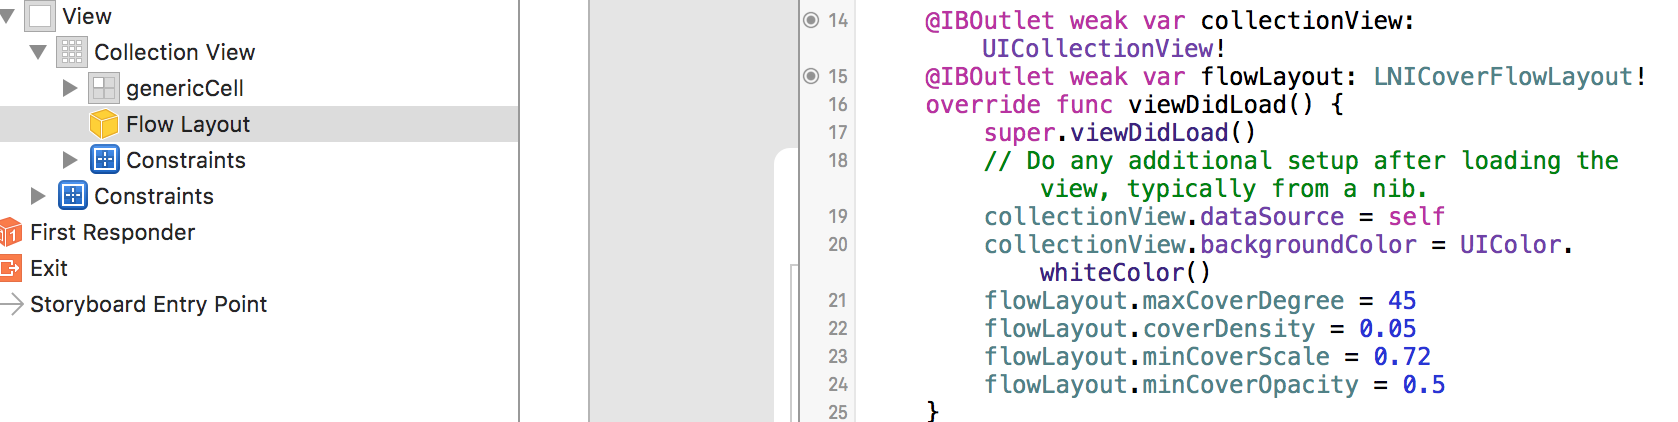 View
Collection View
genericCell
Flow Layout
Constraints
Constraints
First Responder
Exit
Storyboard Entry Point
14 @IBOutlet weak var collectionView:
UICollectionView!
15 @IBOutlet weak var flowLayout: LNICoverFlowLayout!
16 override func viewDidLoad() {
17 super.viewDidLoad()
18 // Do any additional setup after loading the
view, typically from a nib.
19 collectionView.dataSource = self
20 collectionView.backgroundColor = UIColor.
whiteColor()
21 flowLayout.maxCoverDegree = 45
22 flowLayout.coverDensity = 0.05
23 flowLayout.minCoverScale = 0.72
24 flowLayout.minCoverOpacity = 0.5
25 }